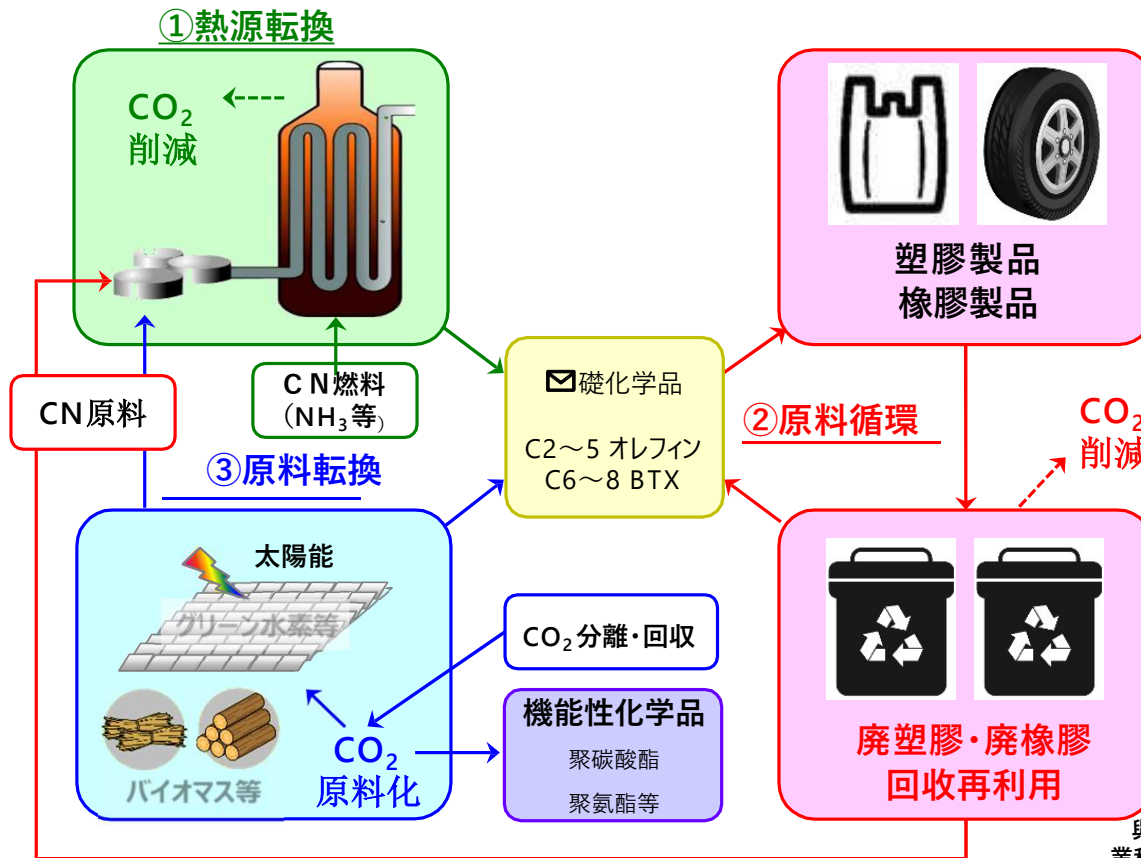 ①熱源転換
CO₂
削減
塑膠製品
橡膠製品
CN原料
CN燃料
(NH₃等)
礎化学品
C2～5 オレフィン
C6～8 BTX
②原料循環
CO₂
削減
③原料転換
太陽能
グリーン水素等
バイオマス等
CO₂
原料化
CO₂分離・回収
機能性化学品
聚碳酸酯
聚氨酯等
廃塑膠・廃橡膠
回收再利用